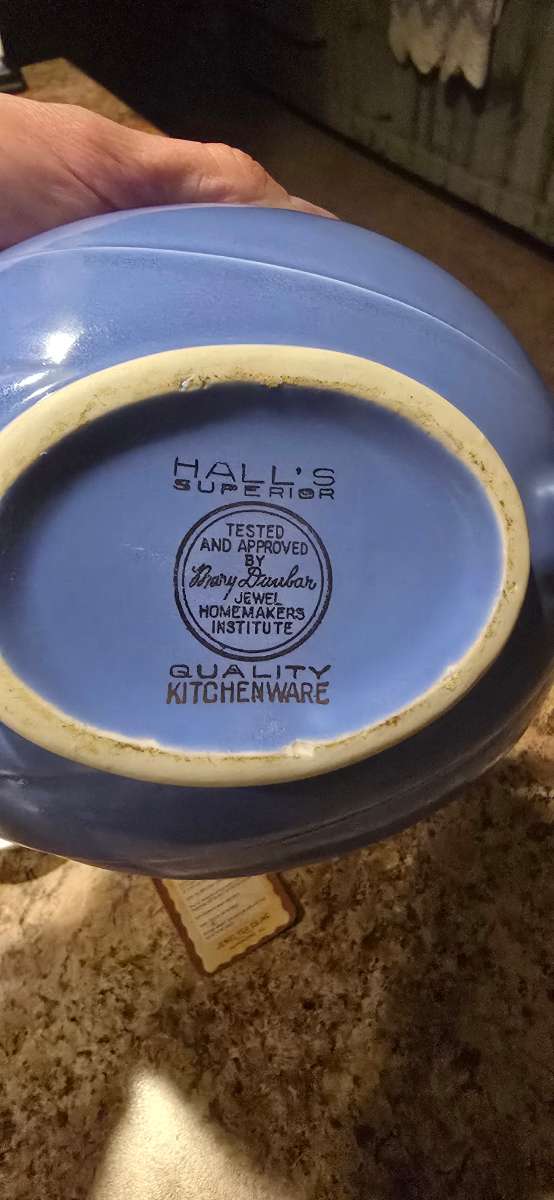 HALL'S
SUPERIOR
TESTED
AND APPROVED
BY
Mary Dunbar
JEWEL
HOMEMAKERS
INSTITUTE
QUALITY
KITCHENWARE